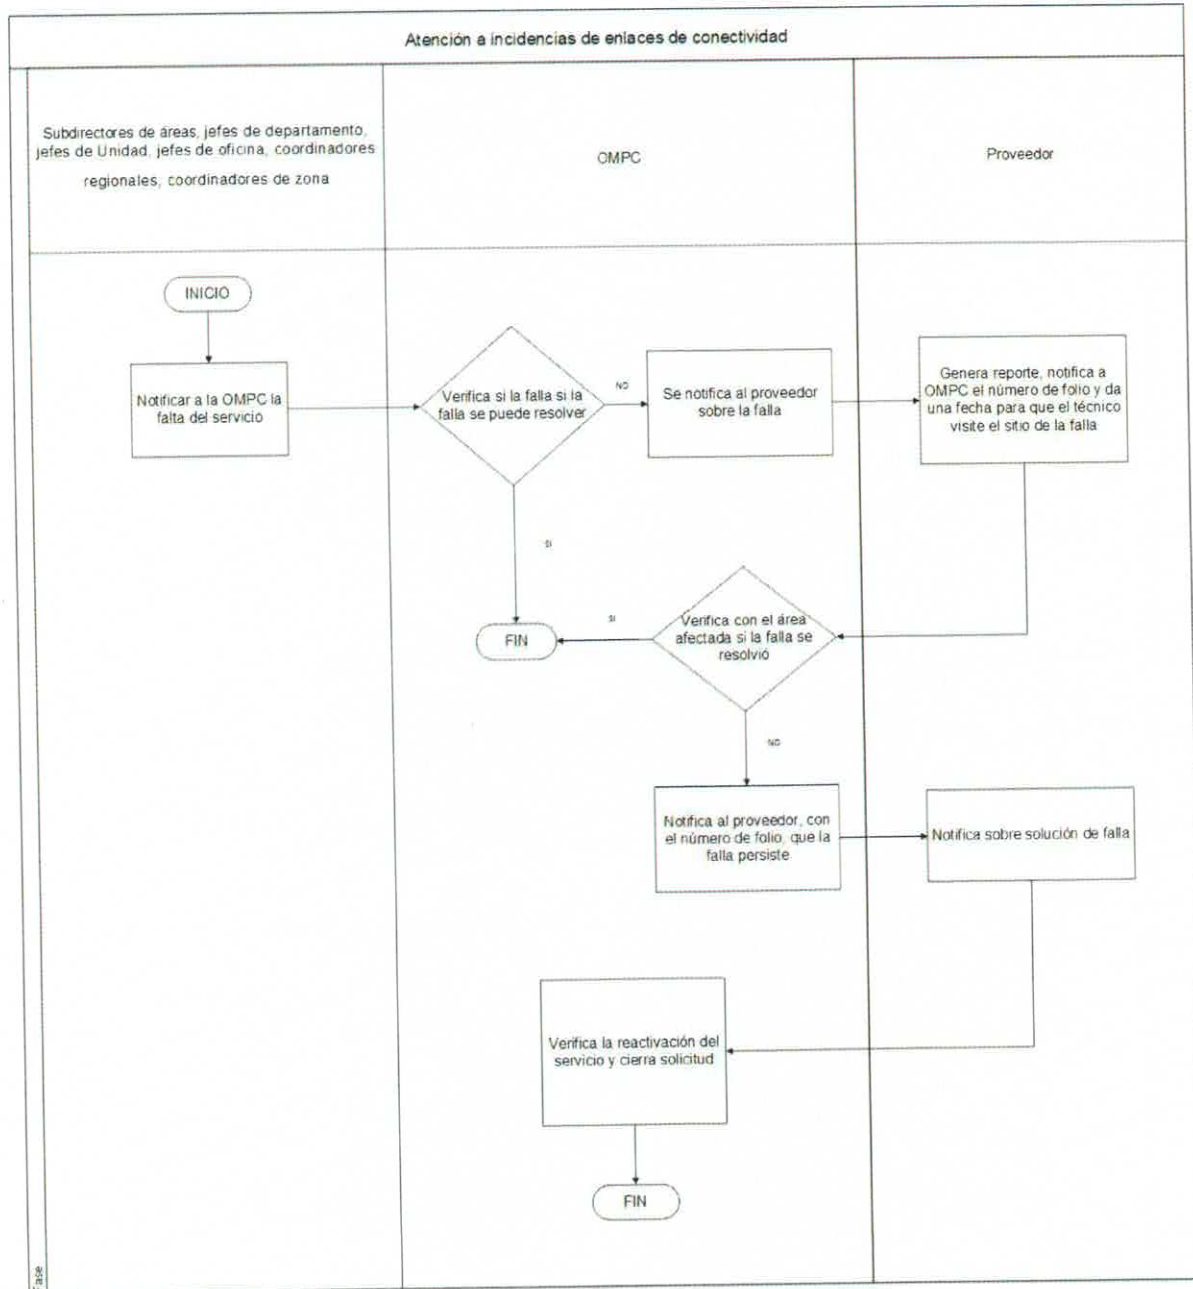 Atención a incidencias de enlaces de conectividad
Subdirectores de áreas, jefes de departamento,
jefes de Unidad, jefes de oficina, coordinadores
regionales, coordinadores de zona
OMPC
Proveedor
INICIO
Notificar a la OMPC la
falta del servicio
Verifica si la falla si la
falla se puede resolver
NO
Se notifica al proveedor
sobre la falla
Genera reporte, notifica a
OMPC el número de folio y da
una fecha para que el técnico
visite el sitio de la falla
SI
FIN
SI
Verifica con el área
afectada si la falla se
resolvió
NO
Notifica al proveedor, con
el número de folio, que la
falla persiste
Notifica sobre solución de falla
Verifica la reactivación del
servicio y cierra solicitud
FIN
Fase